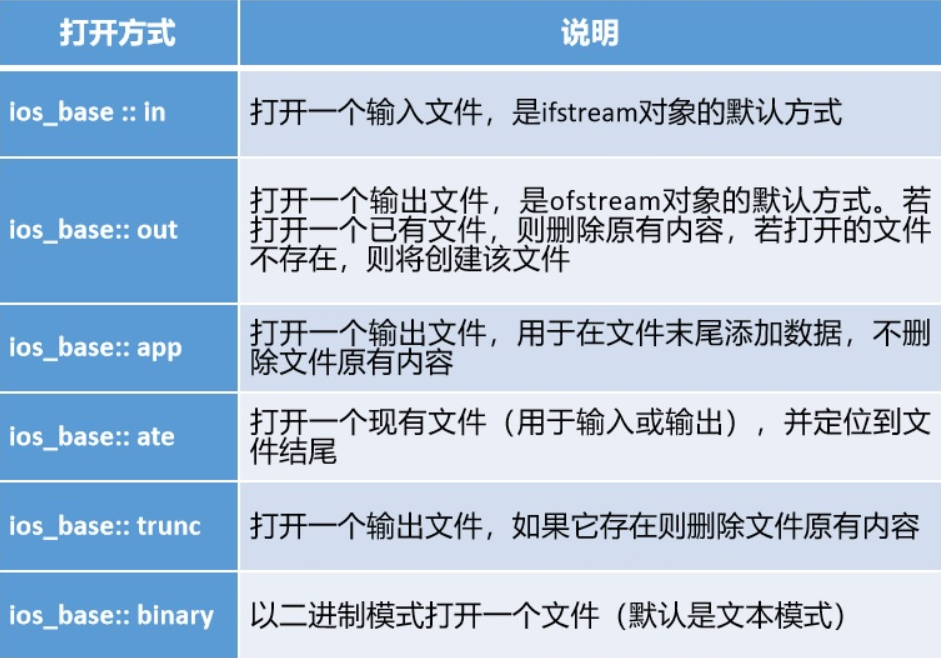 打开方式
说明
ios_base :: in
打开一个输入文件，是ifstream对象的默认方式
ios_base:: out
打开一个输出文件，是ofstream对象的默认方式。若
打开一个已有文件，则删除原有内容，若打开的文件
不存在，则将创建该文件
ios_base:: app
打开一个输出文件，用于在文件末尾添加数据，不删
除文件原有内容
ios_base:: ate
打开一个现有文件（用于输入或输出），并定位到文
件结尾
ios_base:: trunc
打开一个输出文件，如果它存在则删除文件原有内容
ios_base:: binary
以二进制模式打开一个文件（默认是文本模式）